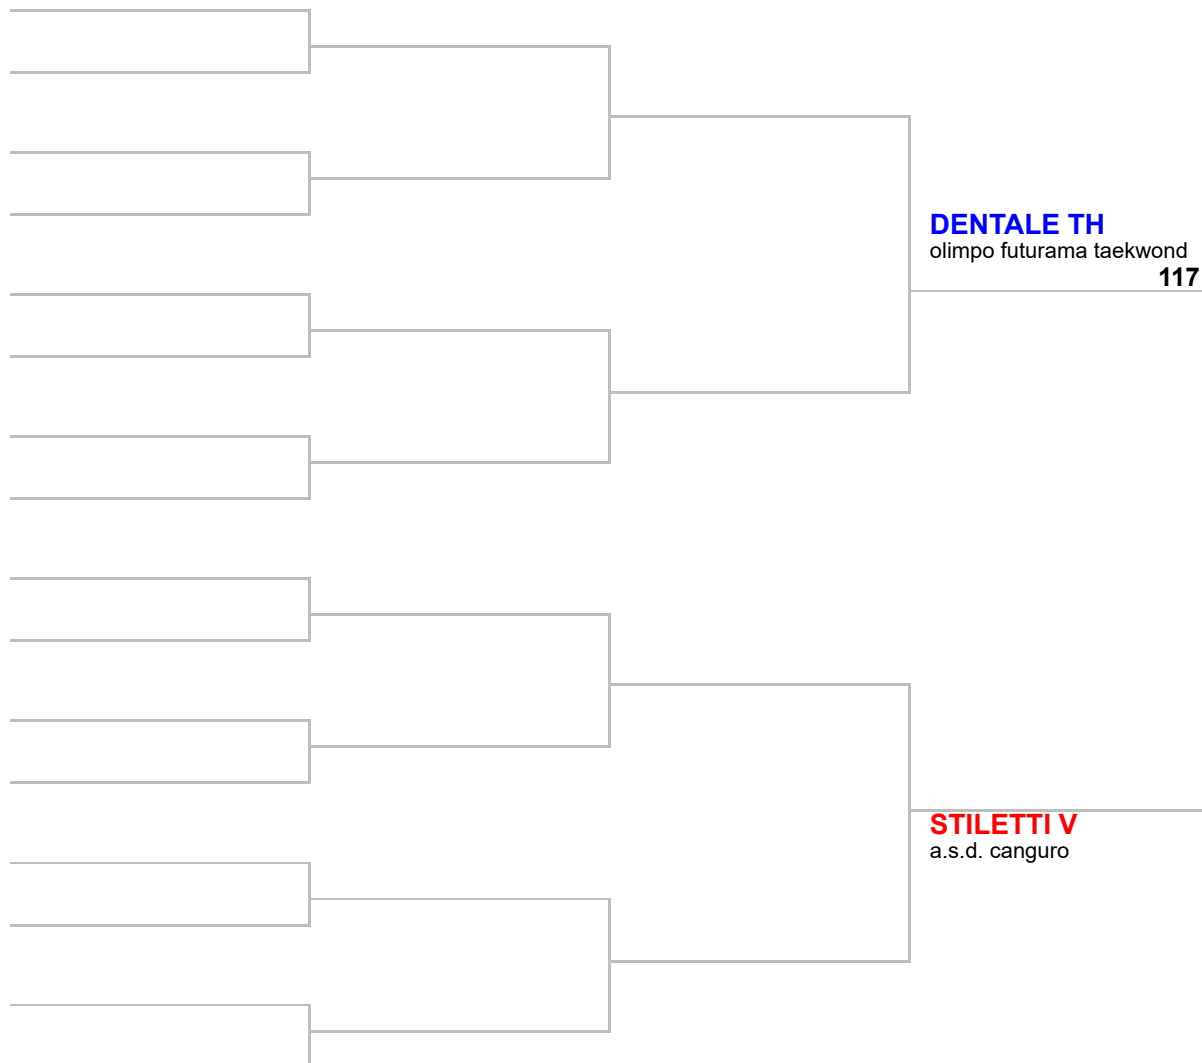 DENTALE TH
olimpo futurama taekwond
117
STILETTI V
a.s.d. canguro